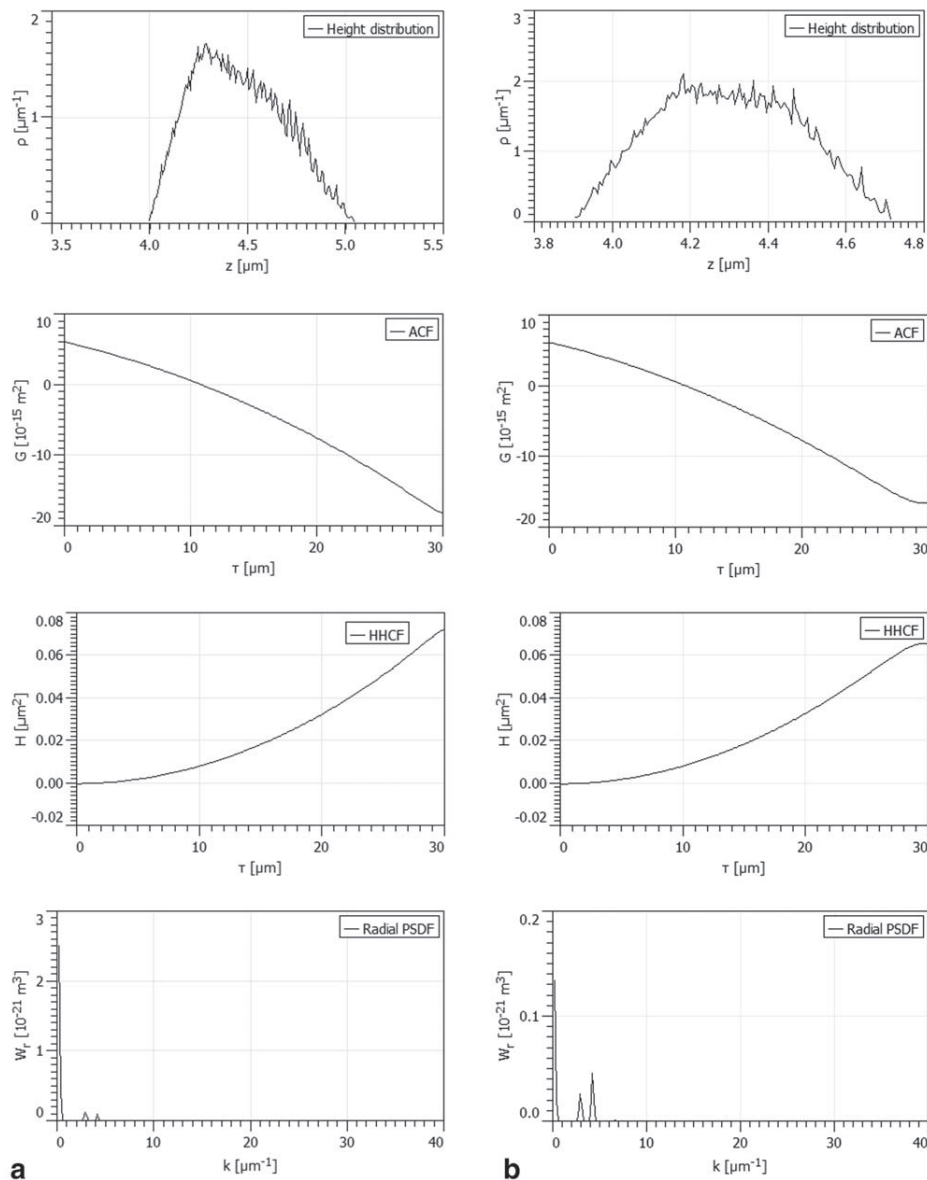 2
Height distribution
ρ [µm⁻¹]
1
0
3.5 4.0 4.5 5.0 5.5
z [µm]
3
Height distribution
ρ [µm⁻¹]
2
1
0
3.8 4.0 4.2 4.4 4.6 4.8
z [µm]
10
ACF
G [10⁻¹⁵ m²]
0
-10
-20
0 10 20 30
τ [µm]
10
ACF
G [10⁻¹⁵ m²]
0
-10
-20
0 10 20 30
τ [µm]
0.08
HHCF
0.06
H [µm²]
0.04
0.02
0.00
-0.02
0 10 20 30
τ [µm]
0.08
HHCF
0.06
H [µm²]
0.04
0.02
0.00
-0.02
0 10 20 30
τ [µm]
3
Radial PSDF
Wᵣ [10⁻²¹ m³]
2
1
0
0 10 20 30 40
k [µm⁻¹]
a
0.2
Radial PSDF
Wᵣ [10⁻²¹ m³]
0.1
0.0
0 10 20 30 40
k [µm⁻¹]
b